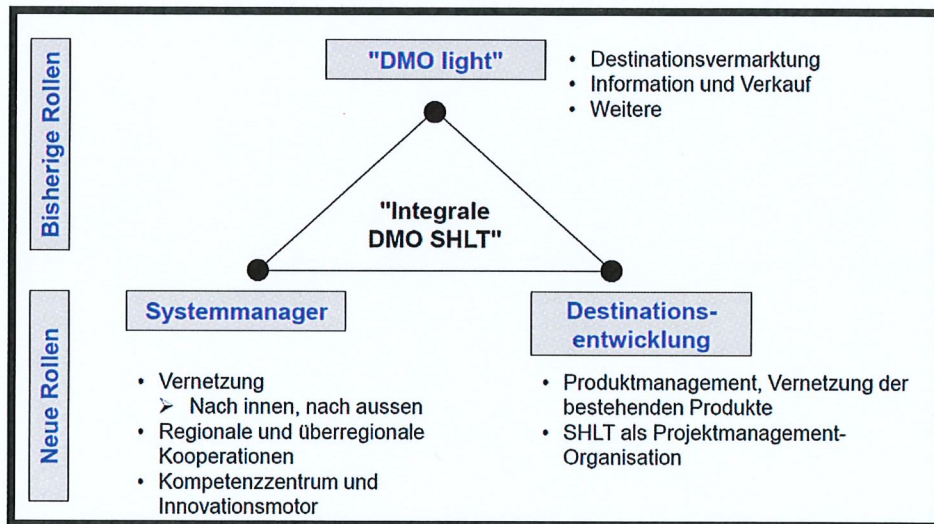 Bisherige Rollen
"DMO light"
• Destinationsvermarktung
• Information und Verkauf
• Weitere
"Integrale
DMO SHLT"
Neue Rollen
Systemmanager
• Vernetzung
➢ Nach innen, nach aussen
• Regionale und überregionale
Kooperationen
• Kompetenzzentrum und
Innovationsmotor
Destinations-
entwicklung
• Produktmanagement, Vernetzung der
bestehenden Produkte
• SHLT als Projektmanagement-
Organisation